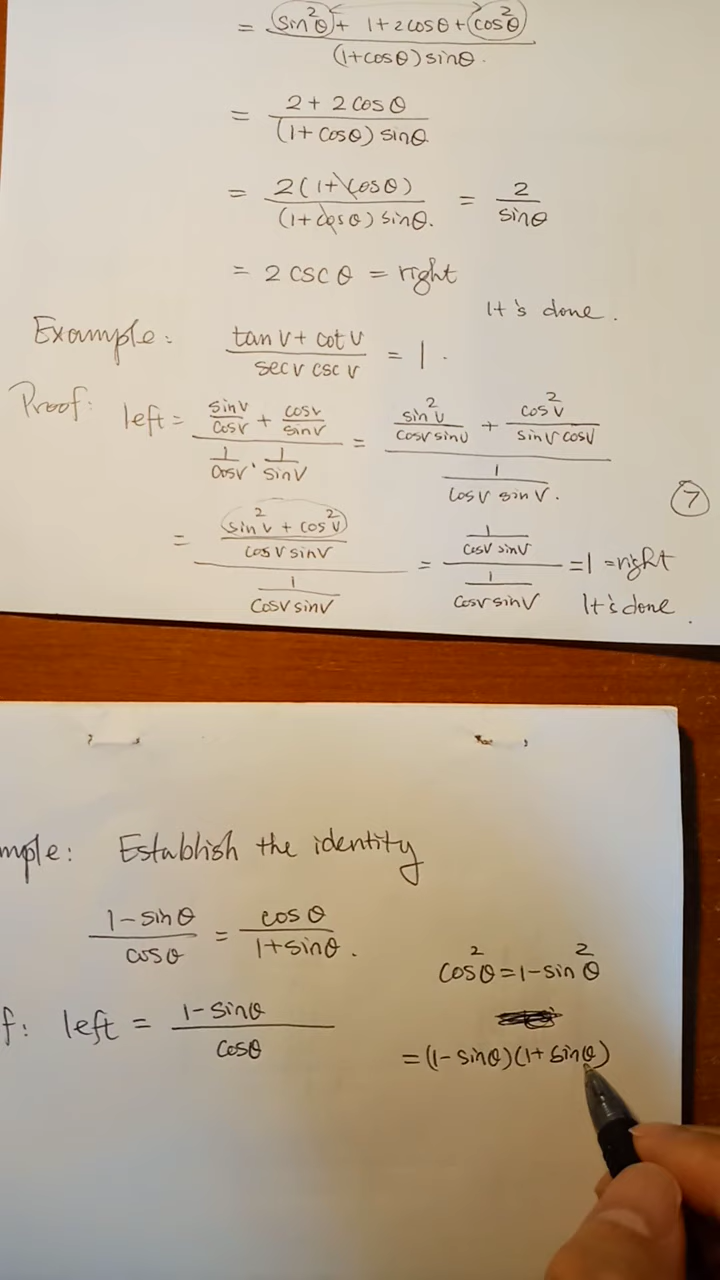 = (sin²θ + 1+2cosθ + cos²θ) / ((1+cosθ) sinθ.)
= (2 + 2 cosθ) / ((1 + cosθ) sinθ)
= 2(1+cosθ) / ((1+cosθ) sinθ.) = 2 / sinθ
= 2 csc θ = right
It's done.
Example: (tan v + cot v) / (sec v csc v) = 1.
Proof: left = (sin v / cos v + cos v / sin v) / (1/cos v · 1/sin v) = (sin²v / cos v sin v + cos²v / sin v cos v) / (1 / cos v sin v.)
⑦
= ((sin²v + cos²v) / cos v sin v) / (1 / cos v sin v) = (1 / cos v sin v) / (1 / cos v sin v) = 1 = right
It's done.
mple: Establish the identity
(1 - sinθ) / cosθ = cosθ / (1 + sinθ).
cos²θ = 1 - sin²θ
f: left = (1 - sinθ) / cosθ
= (1 - sinθ)(1 + sinθ)